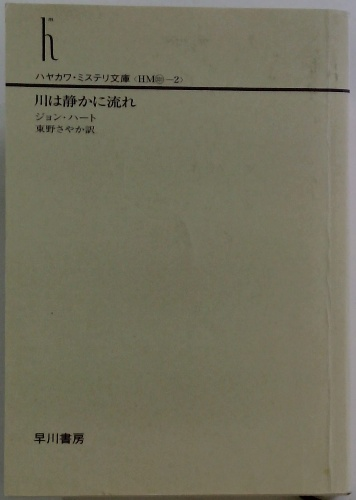 h
ハヤカワ・ミステリ文庫〈HM―2〉
川は静かに流れ
ジョン・ハート
東野さやか訳
早川書房